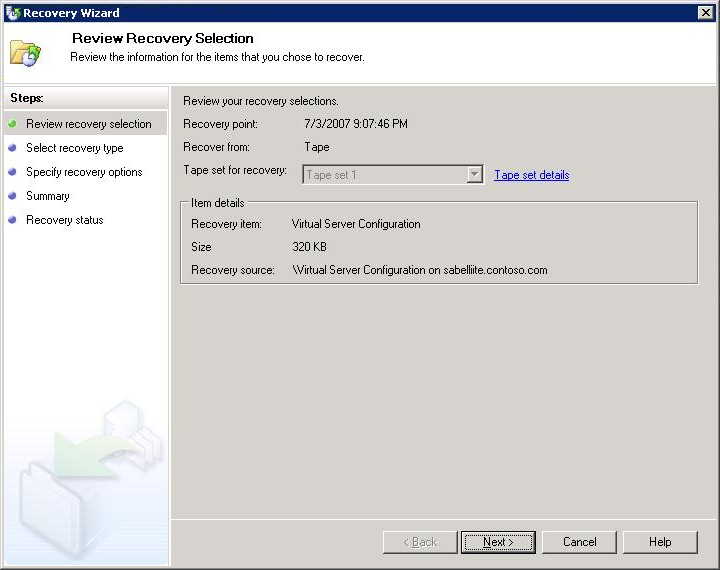 Recovery Wizard
Review Recovery Selection
Review the information for the items that you chose to recover.
Steps:
Review recovery selection
Select recovery type
Specify recovery options
Summary
Recovery status
Review your recovery selections.
Recovery point: 7/3/2007 9:07:46 PM
Recover from: Tape
Tape set for recovery: Tape set 1 Tape set details
Item details
Recovery item: Virtual Server Configuration
Size 320 KB
Recovery source: \Virtual Server Configuration on sabelliite.contoso.com
< Back Next > Cancel Help